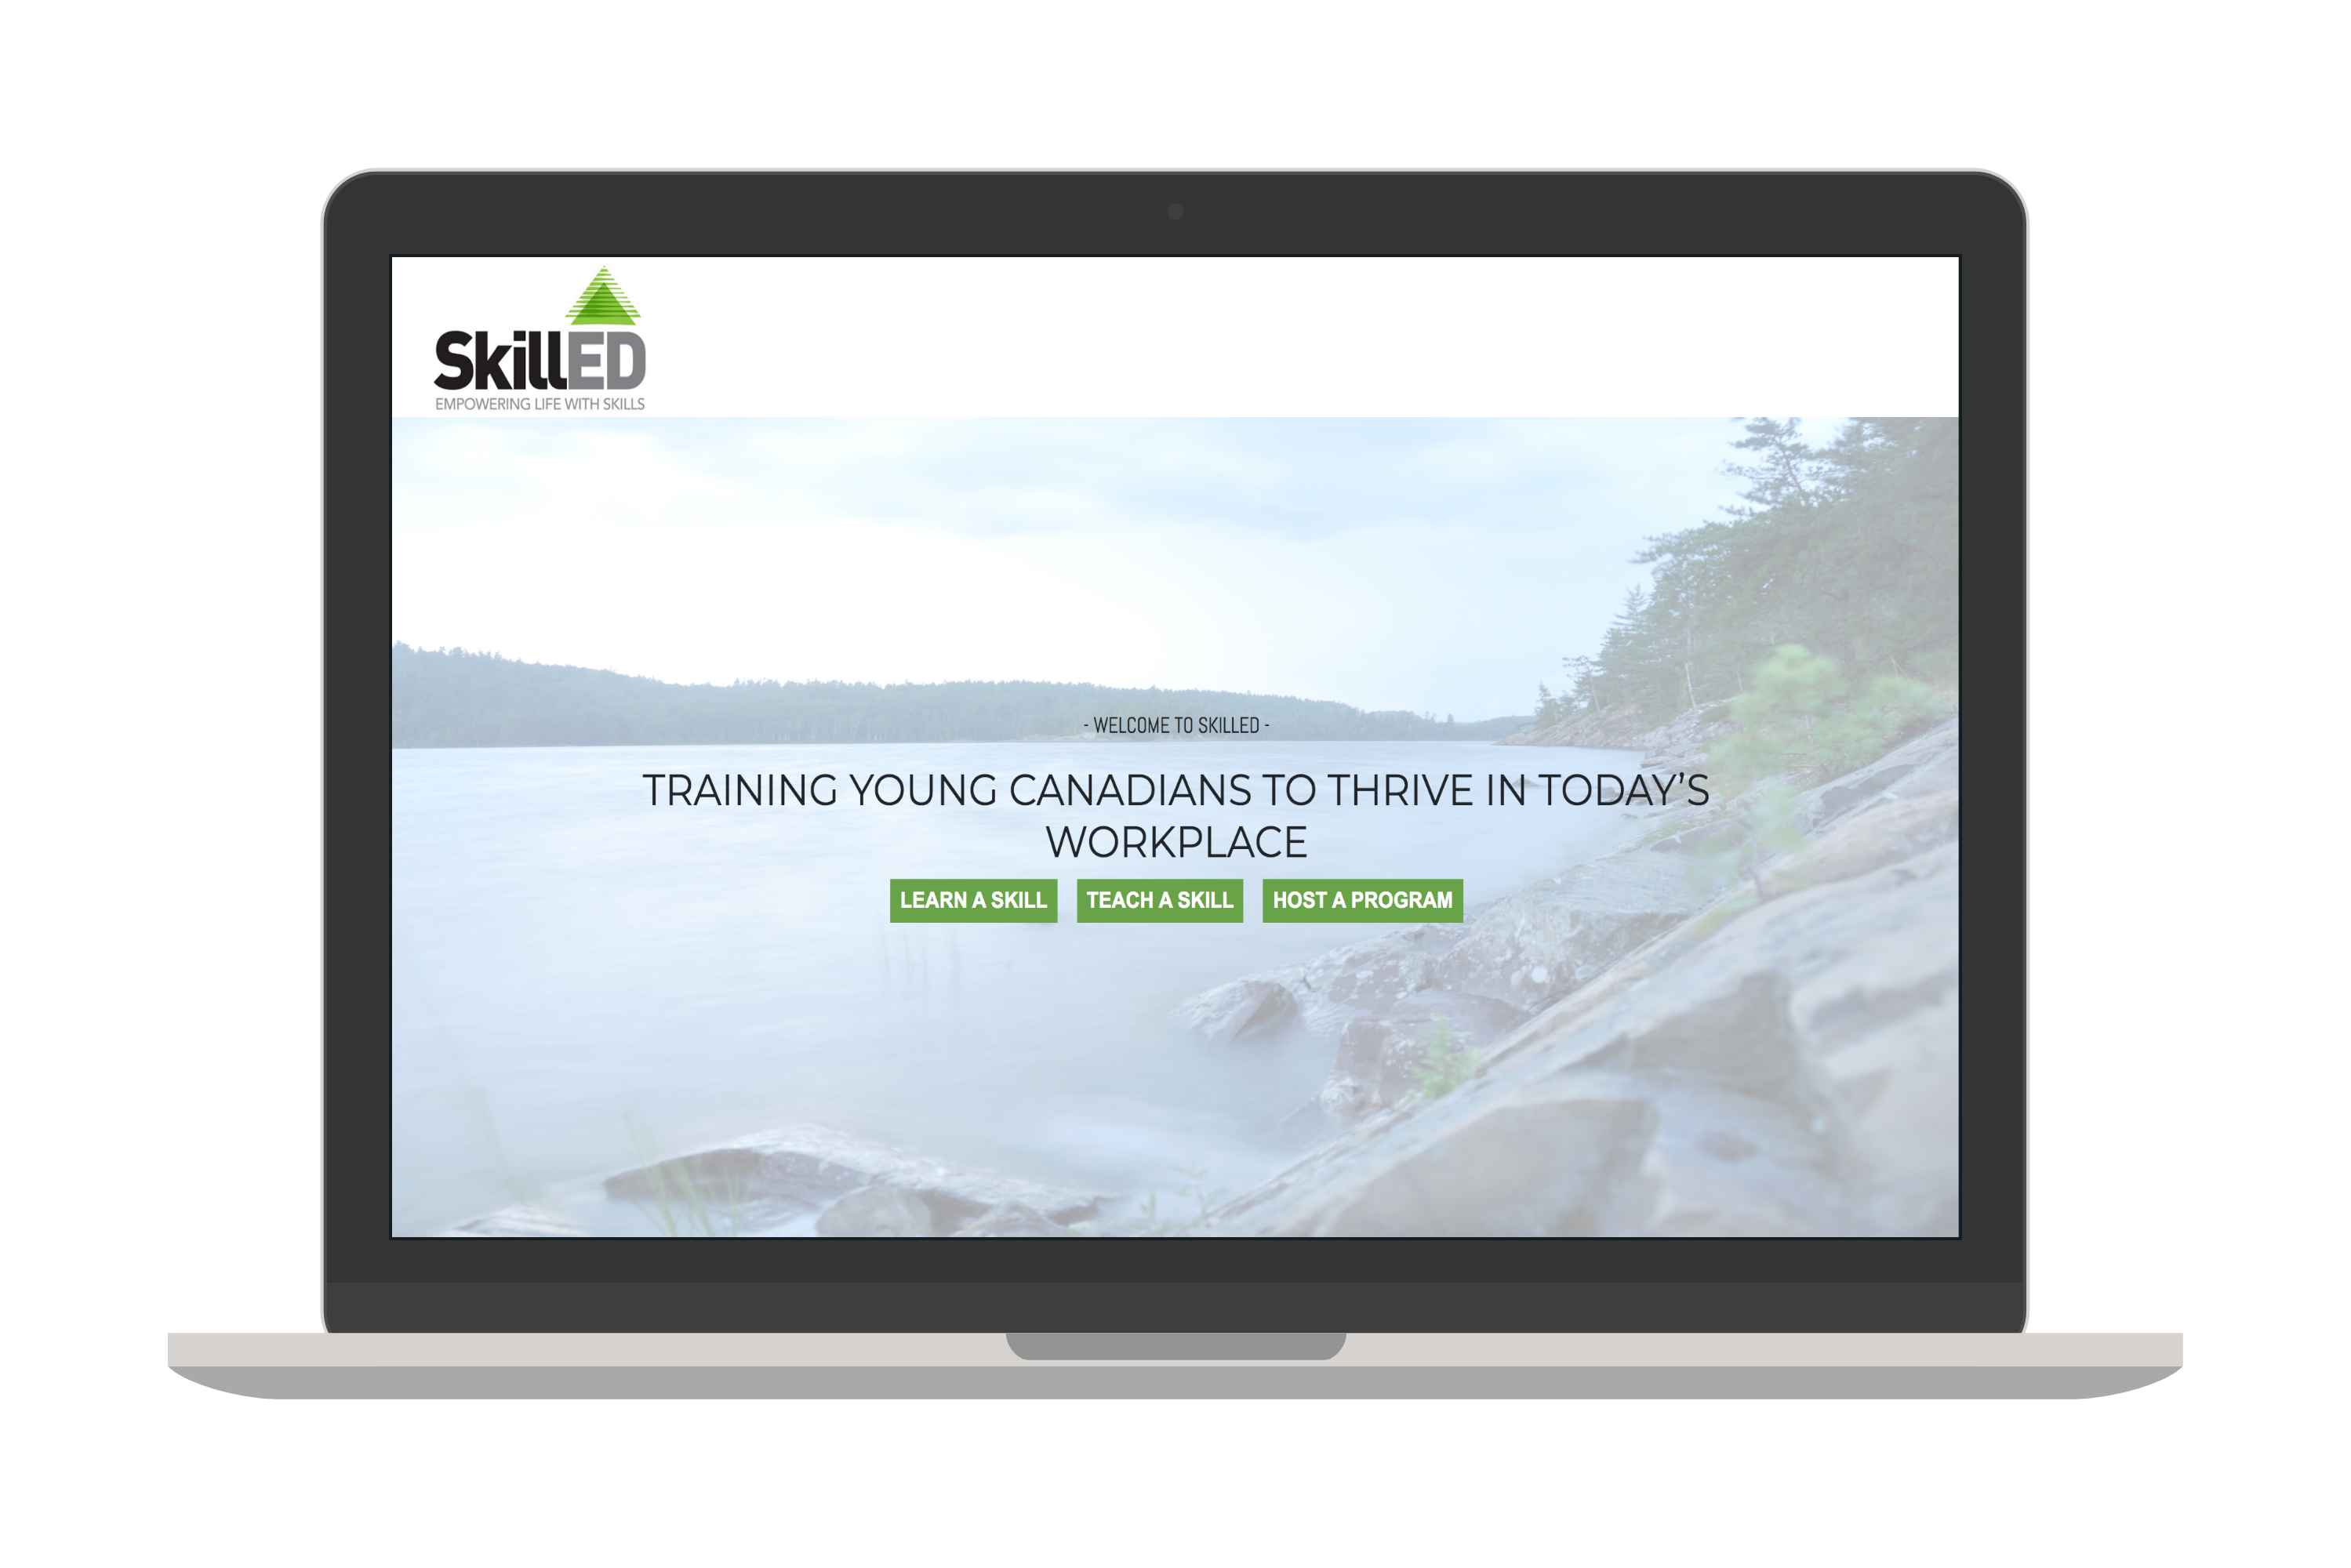 SkillED
EMPOWERING LIFE WITH SKILLS
- WELCOME TO SKILLED -
TRAINING YOUNG CANADIANS TO THRIVE IN TODAY’S
WORKPLACE
LEARN A SKILL TEACH A SKILL HOST A PROGRAM